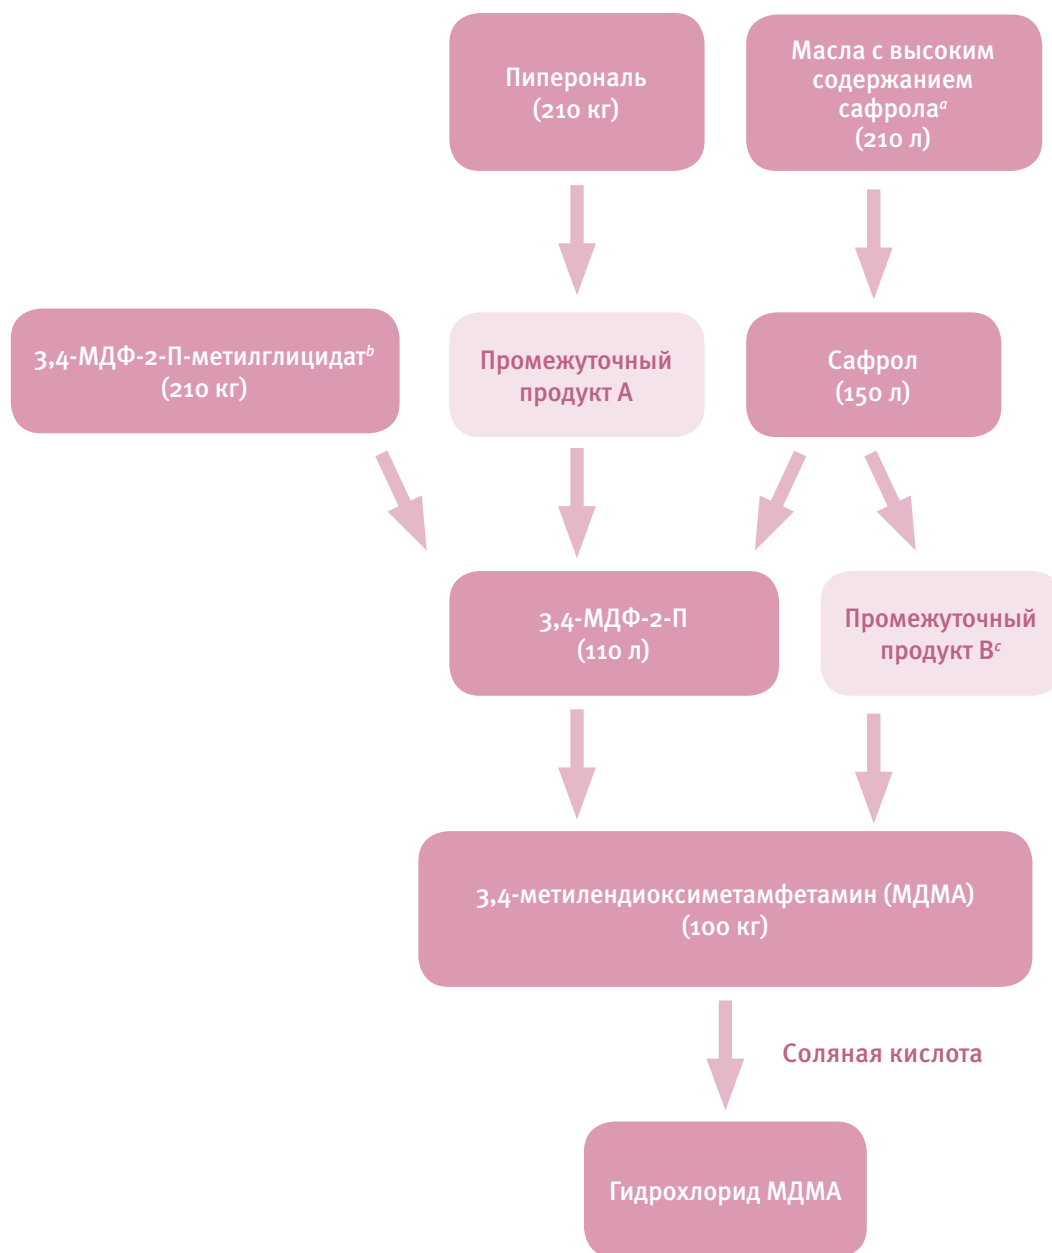 Пиперональ
(210 кг)
Масла с высоким
содержанием
сафролаᵃ
(210 л)
3,4-МДФ-2-П-метилглицидатᵇ
(210 кг)
Промежуточный
продукт А
Сафрол
(150 л)
3,4-МДФ-2-П
(110 л)
Промежуточный
продукт Вᶜ
3,4-метилендиоксиметамфетамин (МДМА)
(100 кг)
Соляная кислота
Гидрохлорид МДМА